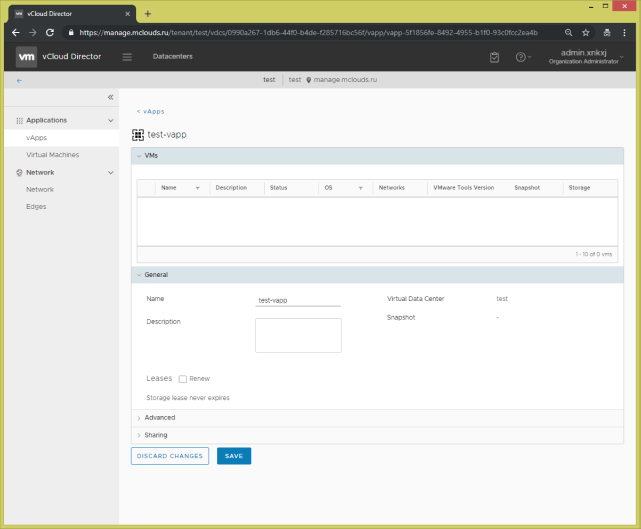 vm vCloud Director
https://manage.mclouds.ru/tenant/test/vdcs/0990a267-1db6-44f0-b4de-f285716bc56f/vapp/vapp-5f1856fe-8492-4955-b1f0-93c0fcc2ea4b
vm vCloud Director Datacenters admin.xnkxj
Organization Administrator
test test manage.mclouds.ru
Applications
vApps
Virtual Machines
Network
Network
Edges
< vApps
test-vapp
VMs
Name Description Status OS Networks VMware Tools Version Snapshot Storage
1 - 10 of 0 vms
General
Name test-vapp Virtual Data Center test
Description Snapshot -
Leases Renew
Storage lease never expires
Advanced
Sharing
DISCARD CHANGES SAVE